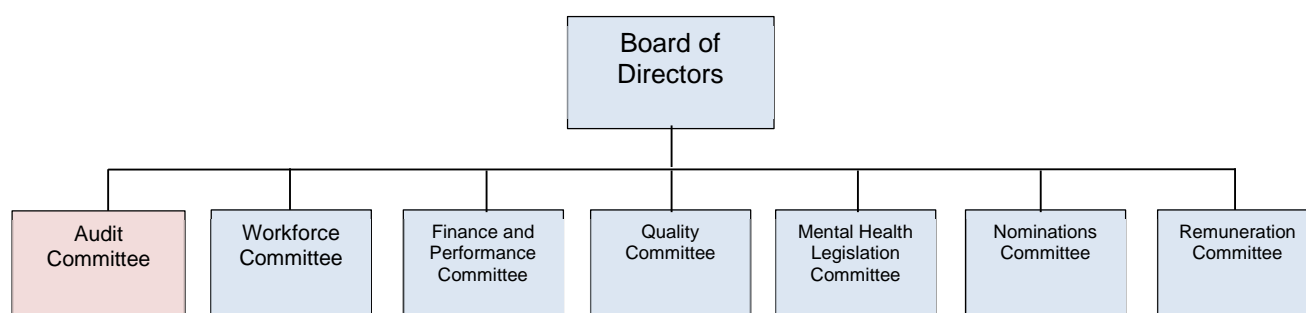 Board of
Directors
Audit
Committee
Workforce
Committee
Finance and
Performance
Committee
Quality
Committee
Mental Health
Legislation
Committee
Nominations
Committee
Remuneration
Committee